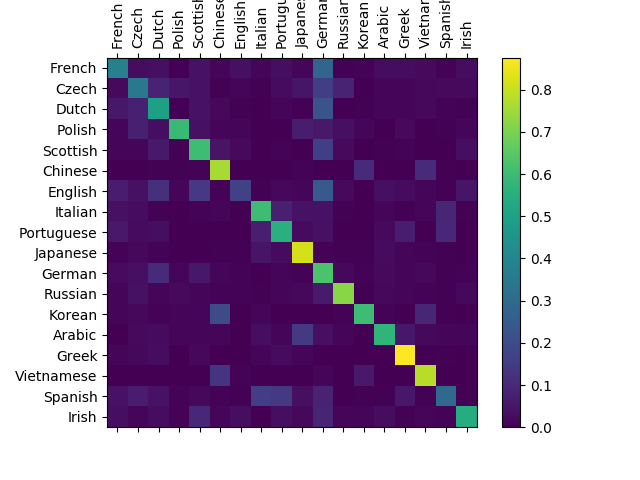 French
Czech
Dutch
Polish
Scottish
Chinese
English
Italian
Portugu
Japanes
German
Russian
Korean
Arabic
Greek
Vietnam
Spanish
Irish
French
Czech
Dutch
Polish
Scottish
Chinese
English
Italian
Portuguese
Japanese
German
Russian
Korean
Arabic
Greek
Vietnamese
Spanish
Irish
0.8
0.7
0.6
0.5
0.4
0.3
0.2
0.1
0.0